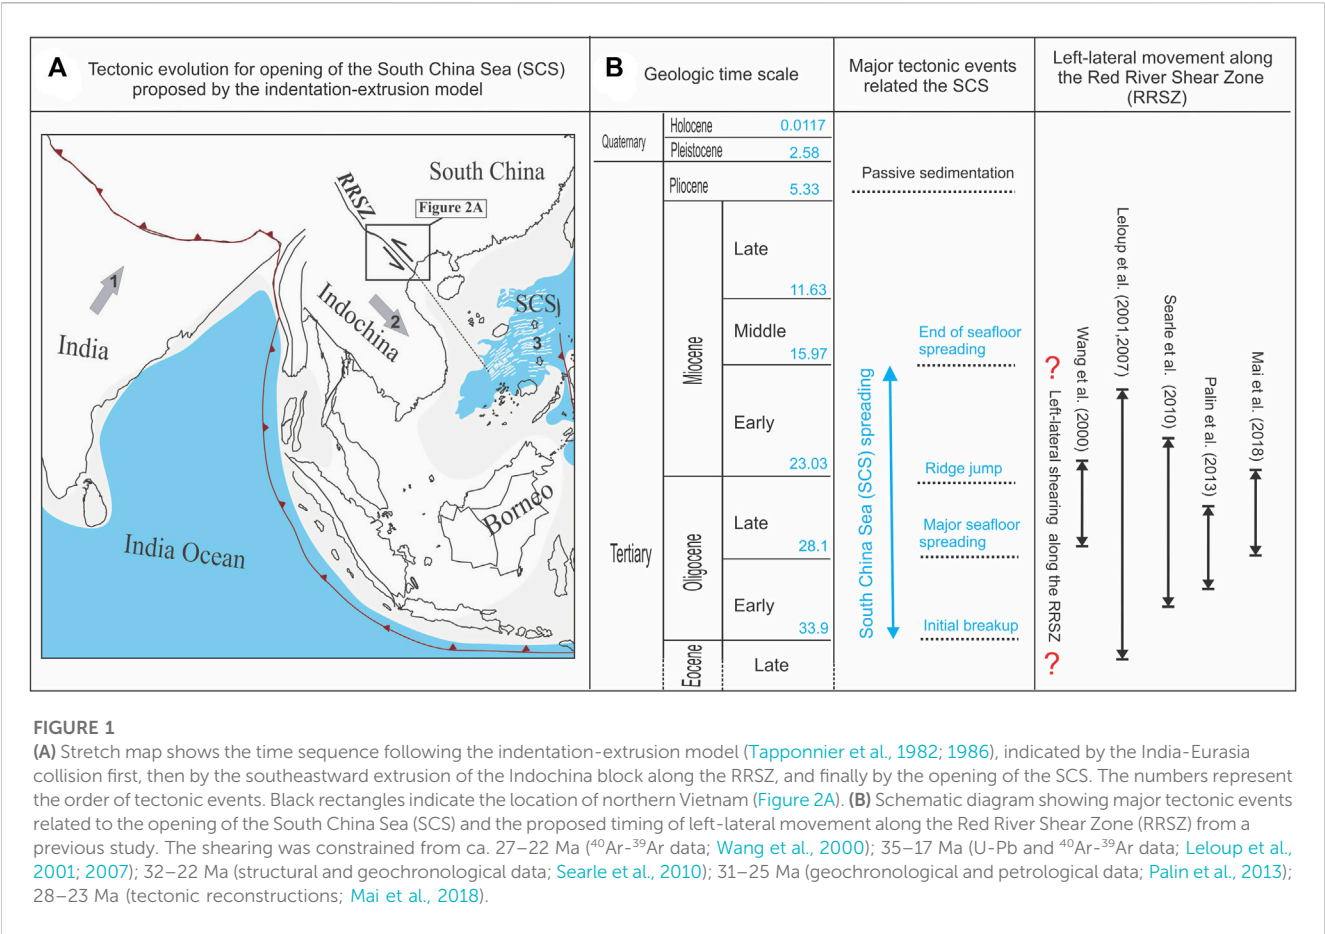 A
Tectonic evolution for opening of the South China Sea (SCS)
proposed by the indentation-extrusion model
South China
RRSZ
Figure 2A
1
India
Indochina
2
SCS
3
India Ocean
Borneo
B
Geologic time scale
Major tectonic events
related the SCS
Left-lateral movement along
the Red River Shear Zone
(RRSZ)
Quaternary
Holocene 0.0117
Pleistocene 2.58
Tertiary
Pliocene 5.33
Miocene
Late
11.63
Middle
15.97
Early
23.03
Oligocene
Late
28.1
Early
33.9
Eocene
Late
Passive sedimentation
End of seafloor
spreading
Ridge jump
Major seafloor
spreading
Initial breakup
South China Sea (SCS) spreading
?
Left-lateral shearing along the RRSZ
?
Wang et al. (2000)
Leloup et al. (2001,2007)
Searle et al. (2010)
Palin et al. (2013)
Mai et al. (2018)
FIGURE 1
(A) Stretch map shows the time sequence following the indentation-extrusion model (Tapponnier et al., 1982; 1986), indicated by the India-Eurasia
collision first, then by the southeastward extrusion of the Indochina block along the RRSZ, and finally by the opening of the SCS. The numbers represent
the order of tectonic events. Black rectangles indicate the location of northern Vietnam (Figure 2A). (B) Schematic diagram showing major tectonic events
related to the opening of the South China Sea (SCS) and the proposed timing of left-lateral movement along the Red River Shear Zone (RRSZ) from a
previous study. The shearing was constrained from ca. 27–22 Ma (⁴⁰Ar-³⁹Ar data; Wang et al., 2000); 35–17 Ma (U-Pb and ⁴⁰Ar-³⁹Ar data; Leloup et al.,
2001; 2007); 32–22 Ma (structural and geochronological data; Searle et al., 2010); 31–25 Ma (geochronological and petrological data; Palin et al., 2013);
28–23 Ma (tectonic reconstructions; Mai et al., 2018).